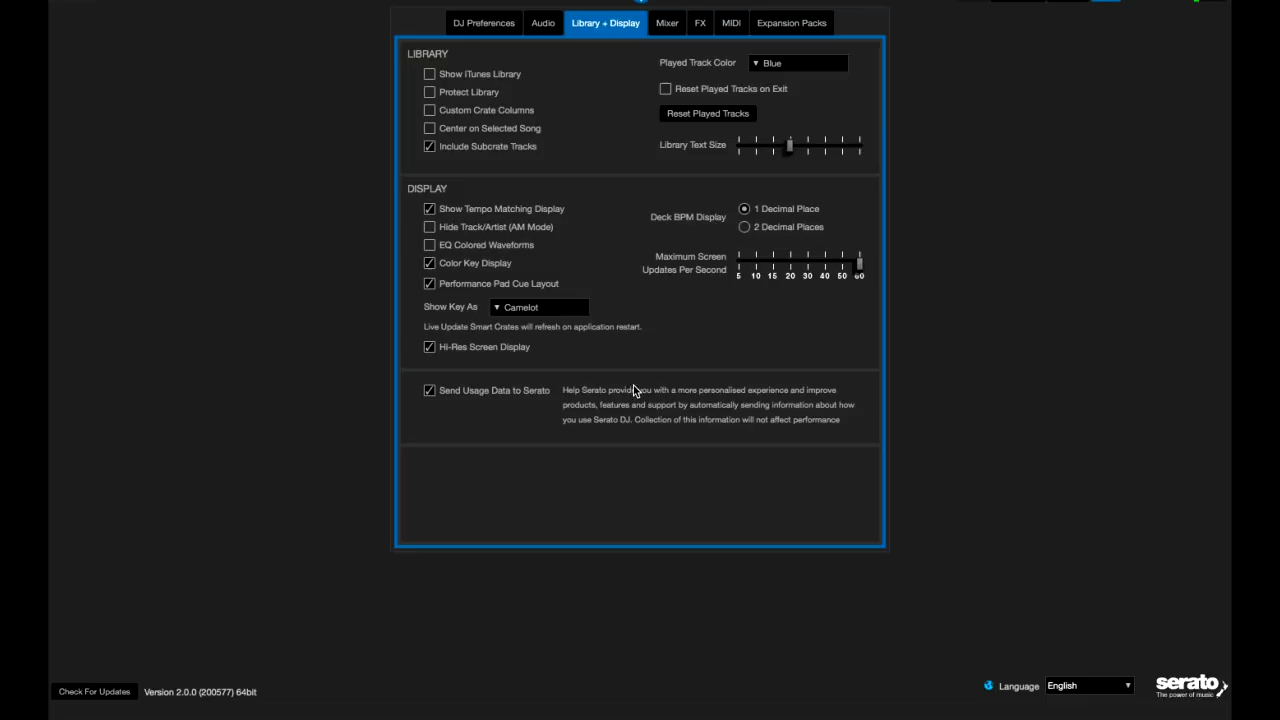 DJ Preferences
Audio
Library + Display
Mixer
FX
MIDI
Expansion Packs
LIBRARY
Show iTunes Library
Protect Library
Custom Crate Columns
Center on Selected Song
Include Subcrate Tracks
Played Track Color
Blue
Reset Played Tracks on Exit
Reset Played Tracks
Library Text Size
DISPLAY
Show Tempo Matching Display
Hide Track/Artist (AM Mode)
EQ Colored Waveforms
Color Key Display
Performance Pad Cue Layout
Show Key As
Camelot
Live Update Smart Crates will refresh on application restart.
Hi-Res Screen Display
Deck BPM Display
1 Decimal Place
2 Decimal Places
Maximum Screen
Updates Per Second
5 10 15 20 30 40 50 60
Send Usage Data to Serato
Help Serato provide you with a more personalised experience and improve
products, features and support by automatically sending information about how
you use Serato DJ. Collection of this information will not affect performance
Check For Updates
Version 2.0.0 (200577) 64bit
Language
English
serato
The power of music